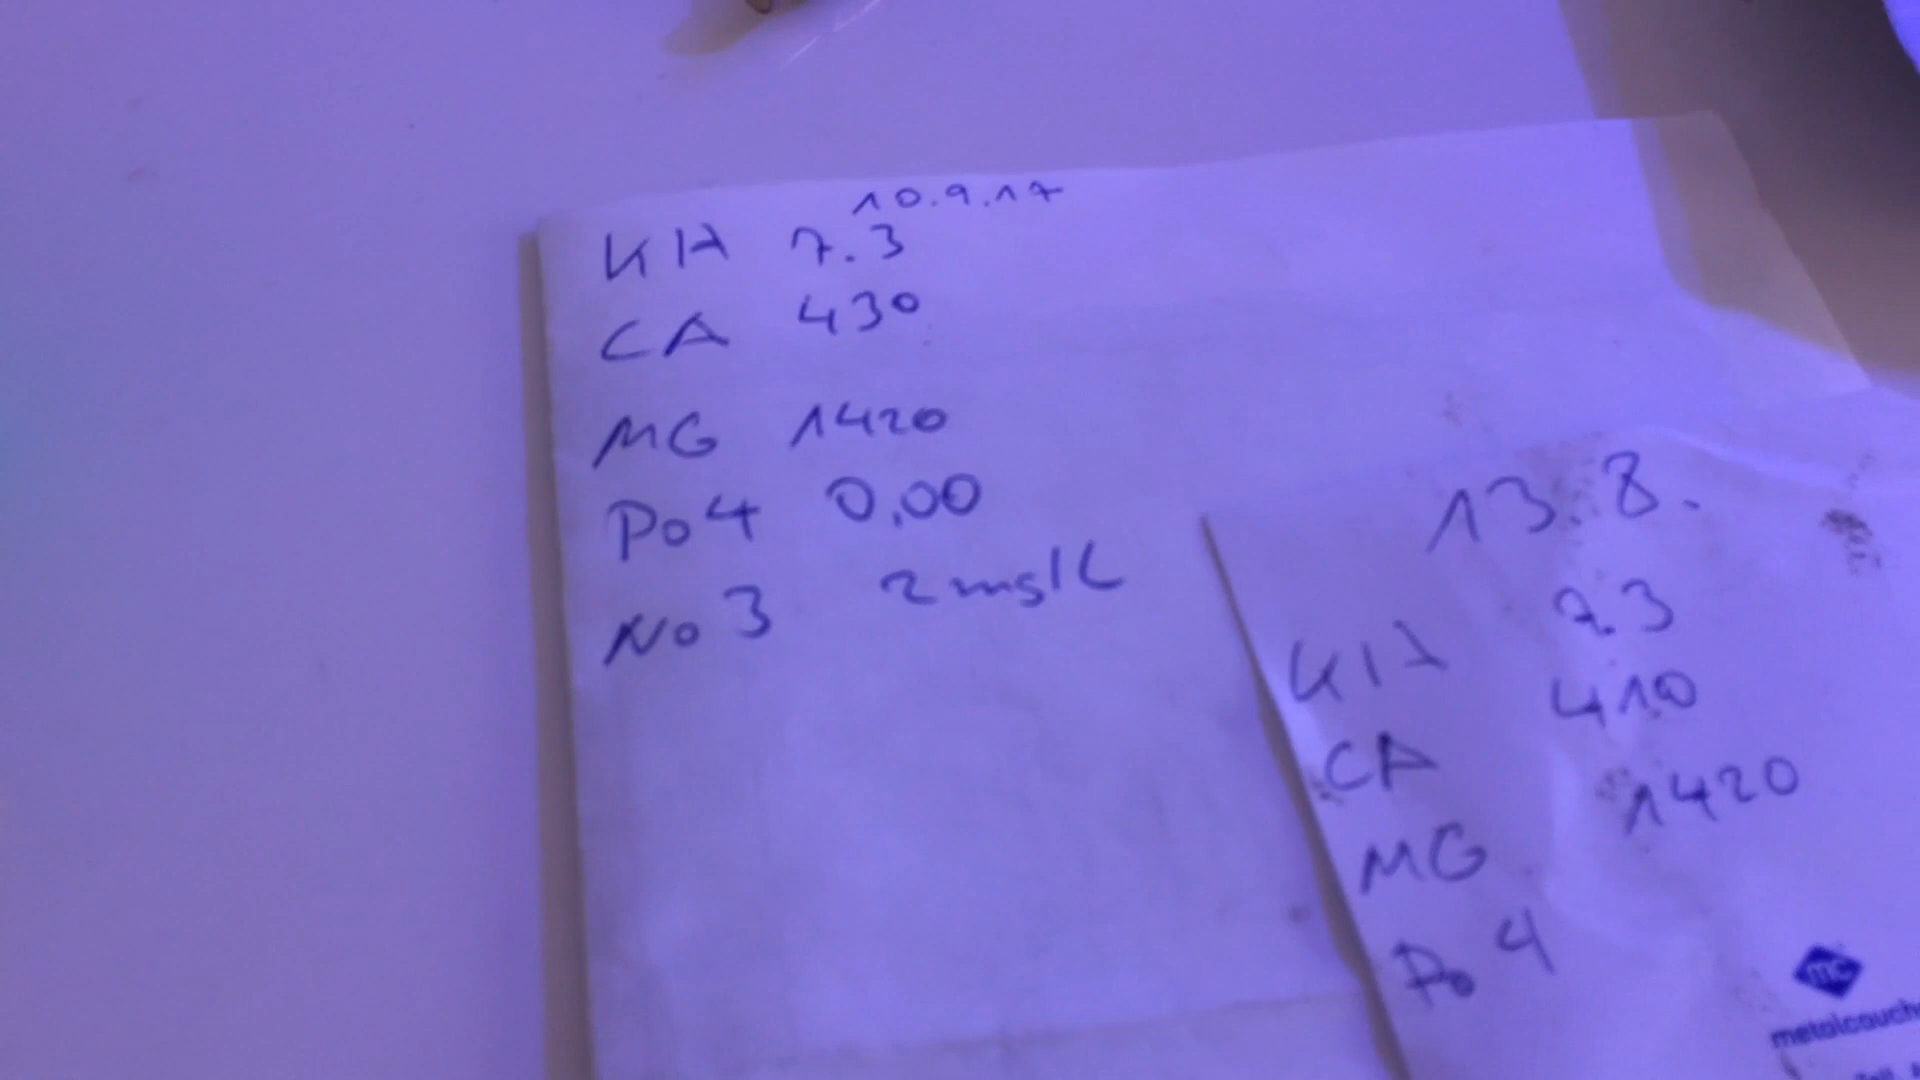 10.9.17
KH 7.3
CA 430
MG 1420
Po4 0,00
No3 2mg/L
13.8.
KH 7.3
CA 410
MG 1420
Po4
mc